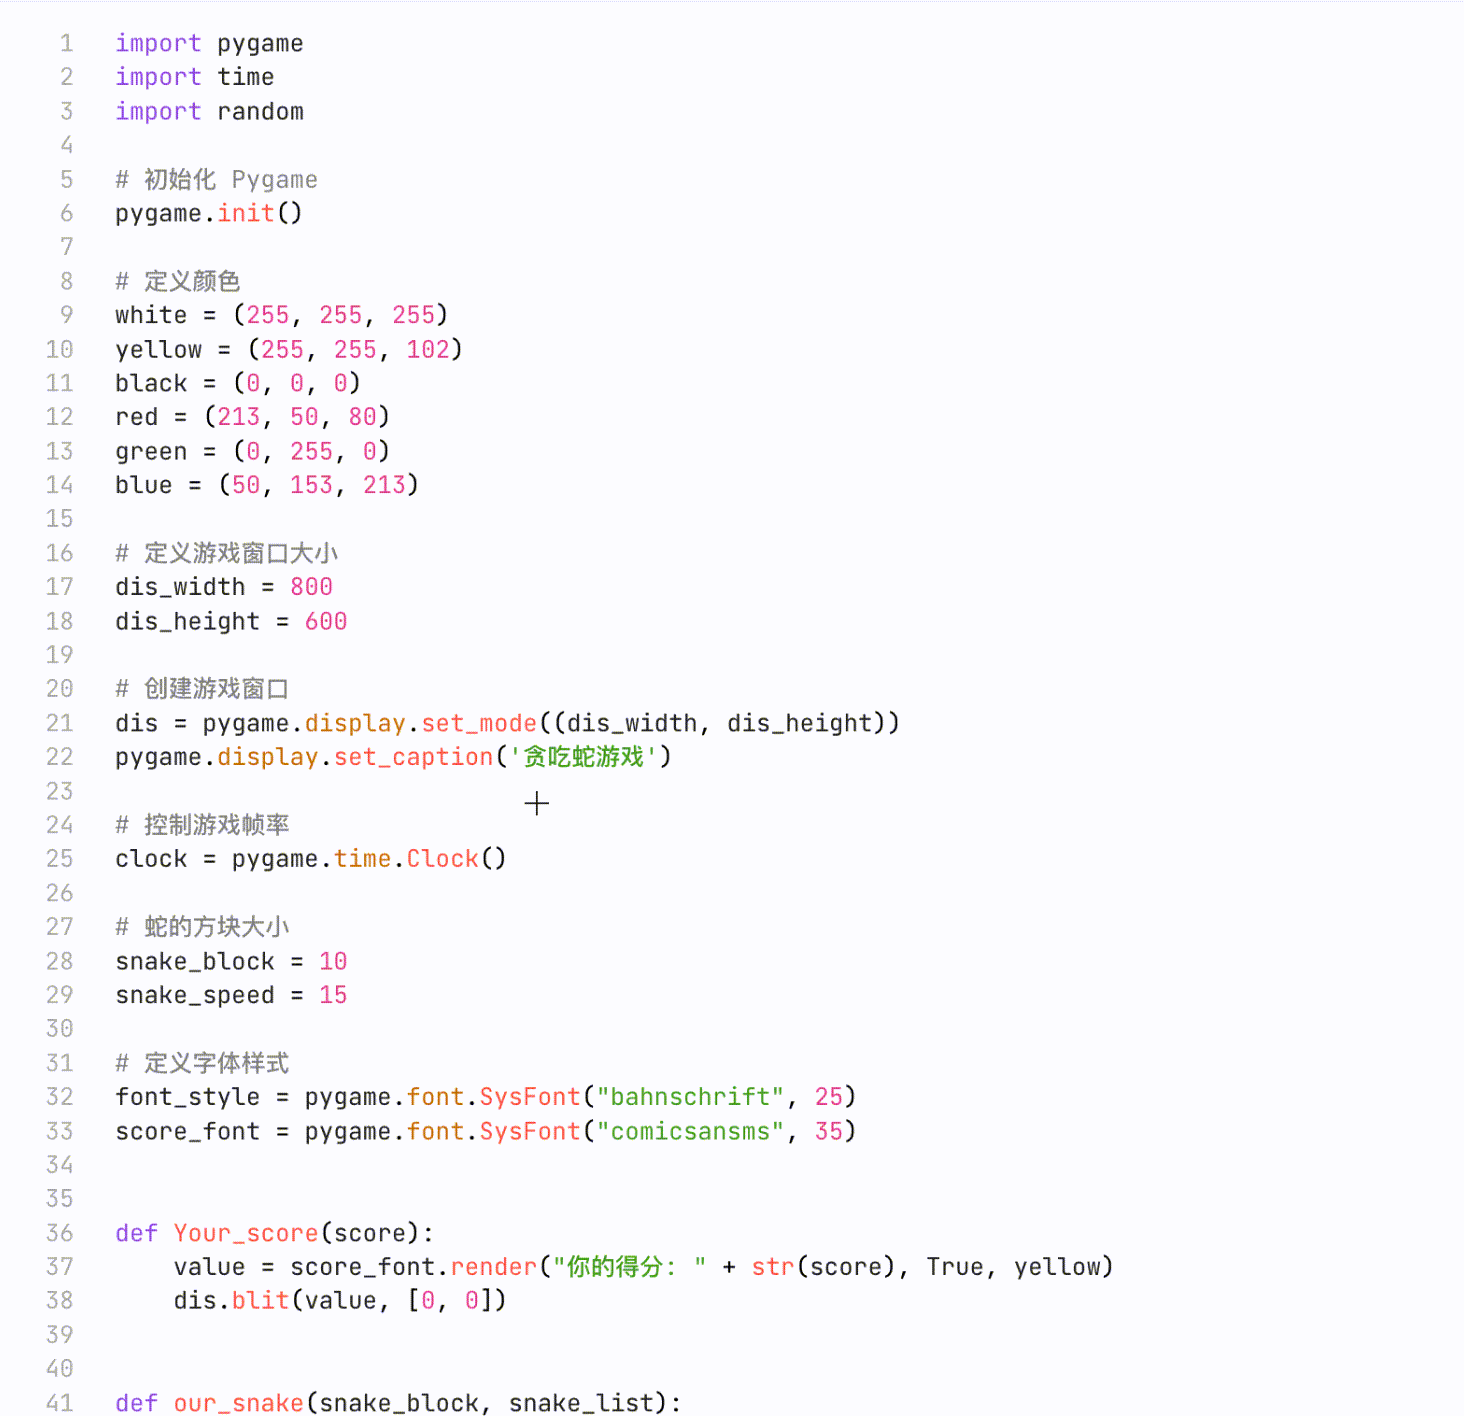 1 import pygame
2 import time
3 import random
4
5 # 初始化 Pygame
6 pygame.init()
7
8 # 定义颜色
9 white = (255, 255, 255)
10 yellow = (255, 255, 102)
11 black = (0, 0, 0)
12 red = (213, 50, 80)
13 green = (0, 255, 0)
14 blue = (50, 153, 213)
15
16 # 定义游戏窗口大小
17 dis_width = 800
18 dis_height = 600
19
20 # 创建游戏窗口
21 dis = pygame.display.set_mode((dis_width, dis_height))
22 pygame.display.set_caption('贪吃蛇游戏')
23
24 # 控制游戏帧率
25 clock = pygame.time.Clock()
26
27 # 蛇的方块大小
28 snake_block = 10
29 snake_speed = 15
30
31 # 定义字体样式
32 font_style = pygame.font.SysFont("bahnschrift", 25)
33 score_font = pygame.font.SysFont("comicsansms", 35)
34
35
36 def Your_score(score):
37     value = score_font.render("你的得分: " + str(score), True, yellow)
38     dis.blit(value, [0, 0])
39
40
41 def our_snake(snake_block, snake_list):